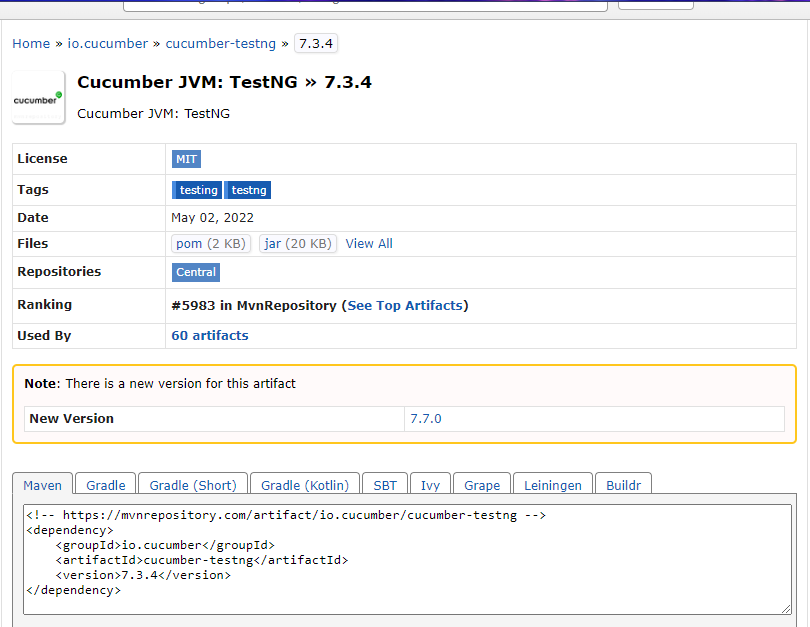 Home » io.cucumber » cucumber-testng » 7.3.4
cucumber
Cucumber JVM: TestNG » 7.3.4
Cucumber JVM: TestNG
License MIT
Tags testing testng
Date May 02, 2022
Files pom (2 KB) jar (20 KB) View All
Repositories Central
Ranking #5983 in MvnRepository (See Top Artifacts)
Used By 60 artifacts
Note: There is a new version for this artifact
New Version 7.7.0
Maven Gradle Gradle (Short) Gradle (Kotlin) SBT Ivy Grape Leiningen Buildr
<!-- https://mvnrepository.com/artifact/io.cucumber/cucumber-testng -->
<dependency>
    <groupId>io.cucumber</groupId>
    <artifactId>cucumber-testng</artifactId>
    <version>7.3.4</version>
</dependency>